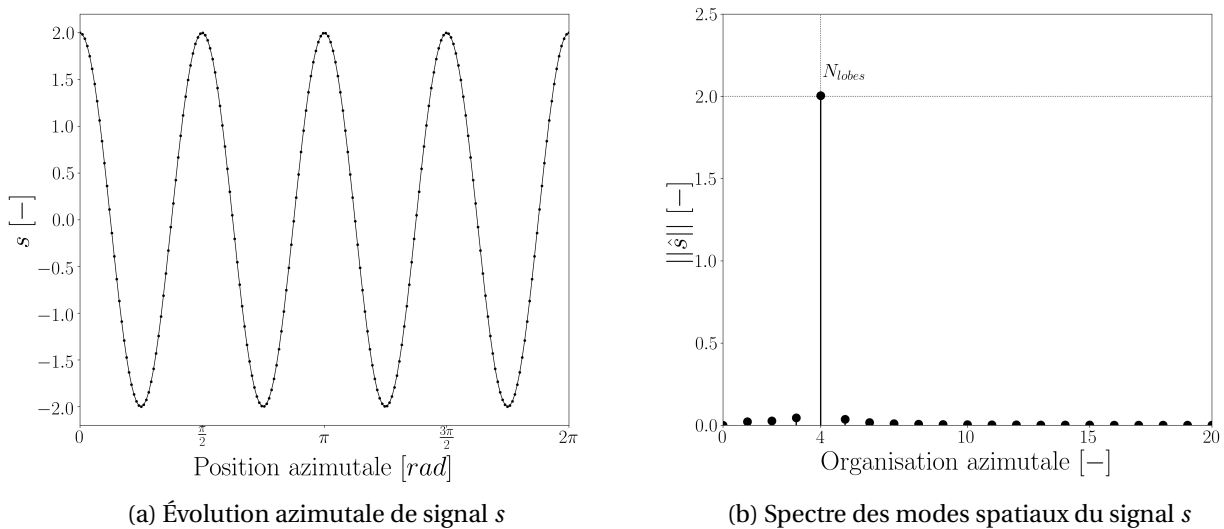 2.0
1.5
1.0
0.5
0.0
−0.5
−1.0
−1.5
−2.0
s [−]
0
π/2
π
3π/2
2π
Position azimutale [rad]
(a) Évolution azimutale de signal s
2.5
2.0
1.5
1.0
0.5
0.0
||ŝ|| [−]
N_lobes
0
4
10
15
20
Organisation azimutale [−]
(b) Spectre des modes spatiaux du signal s